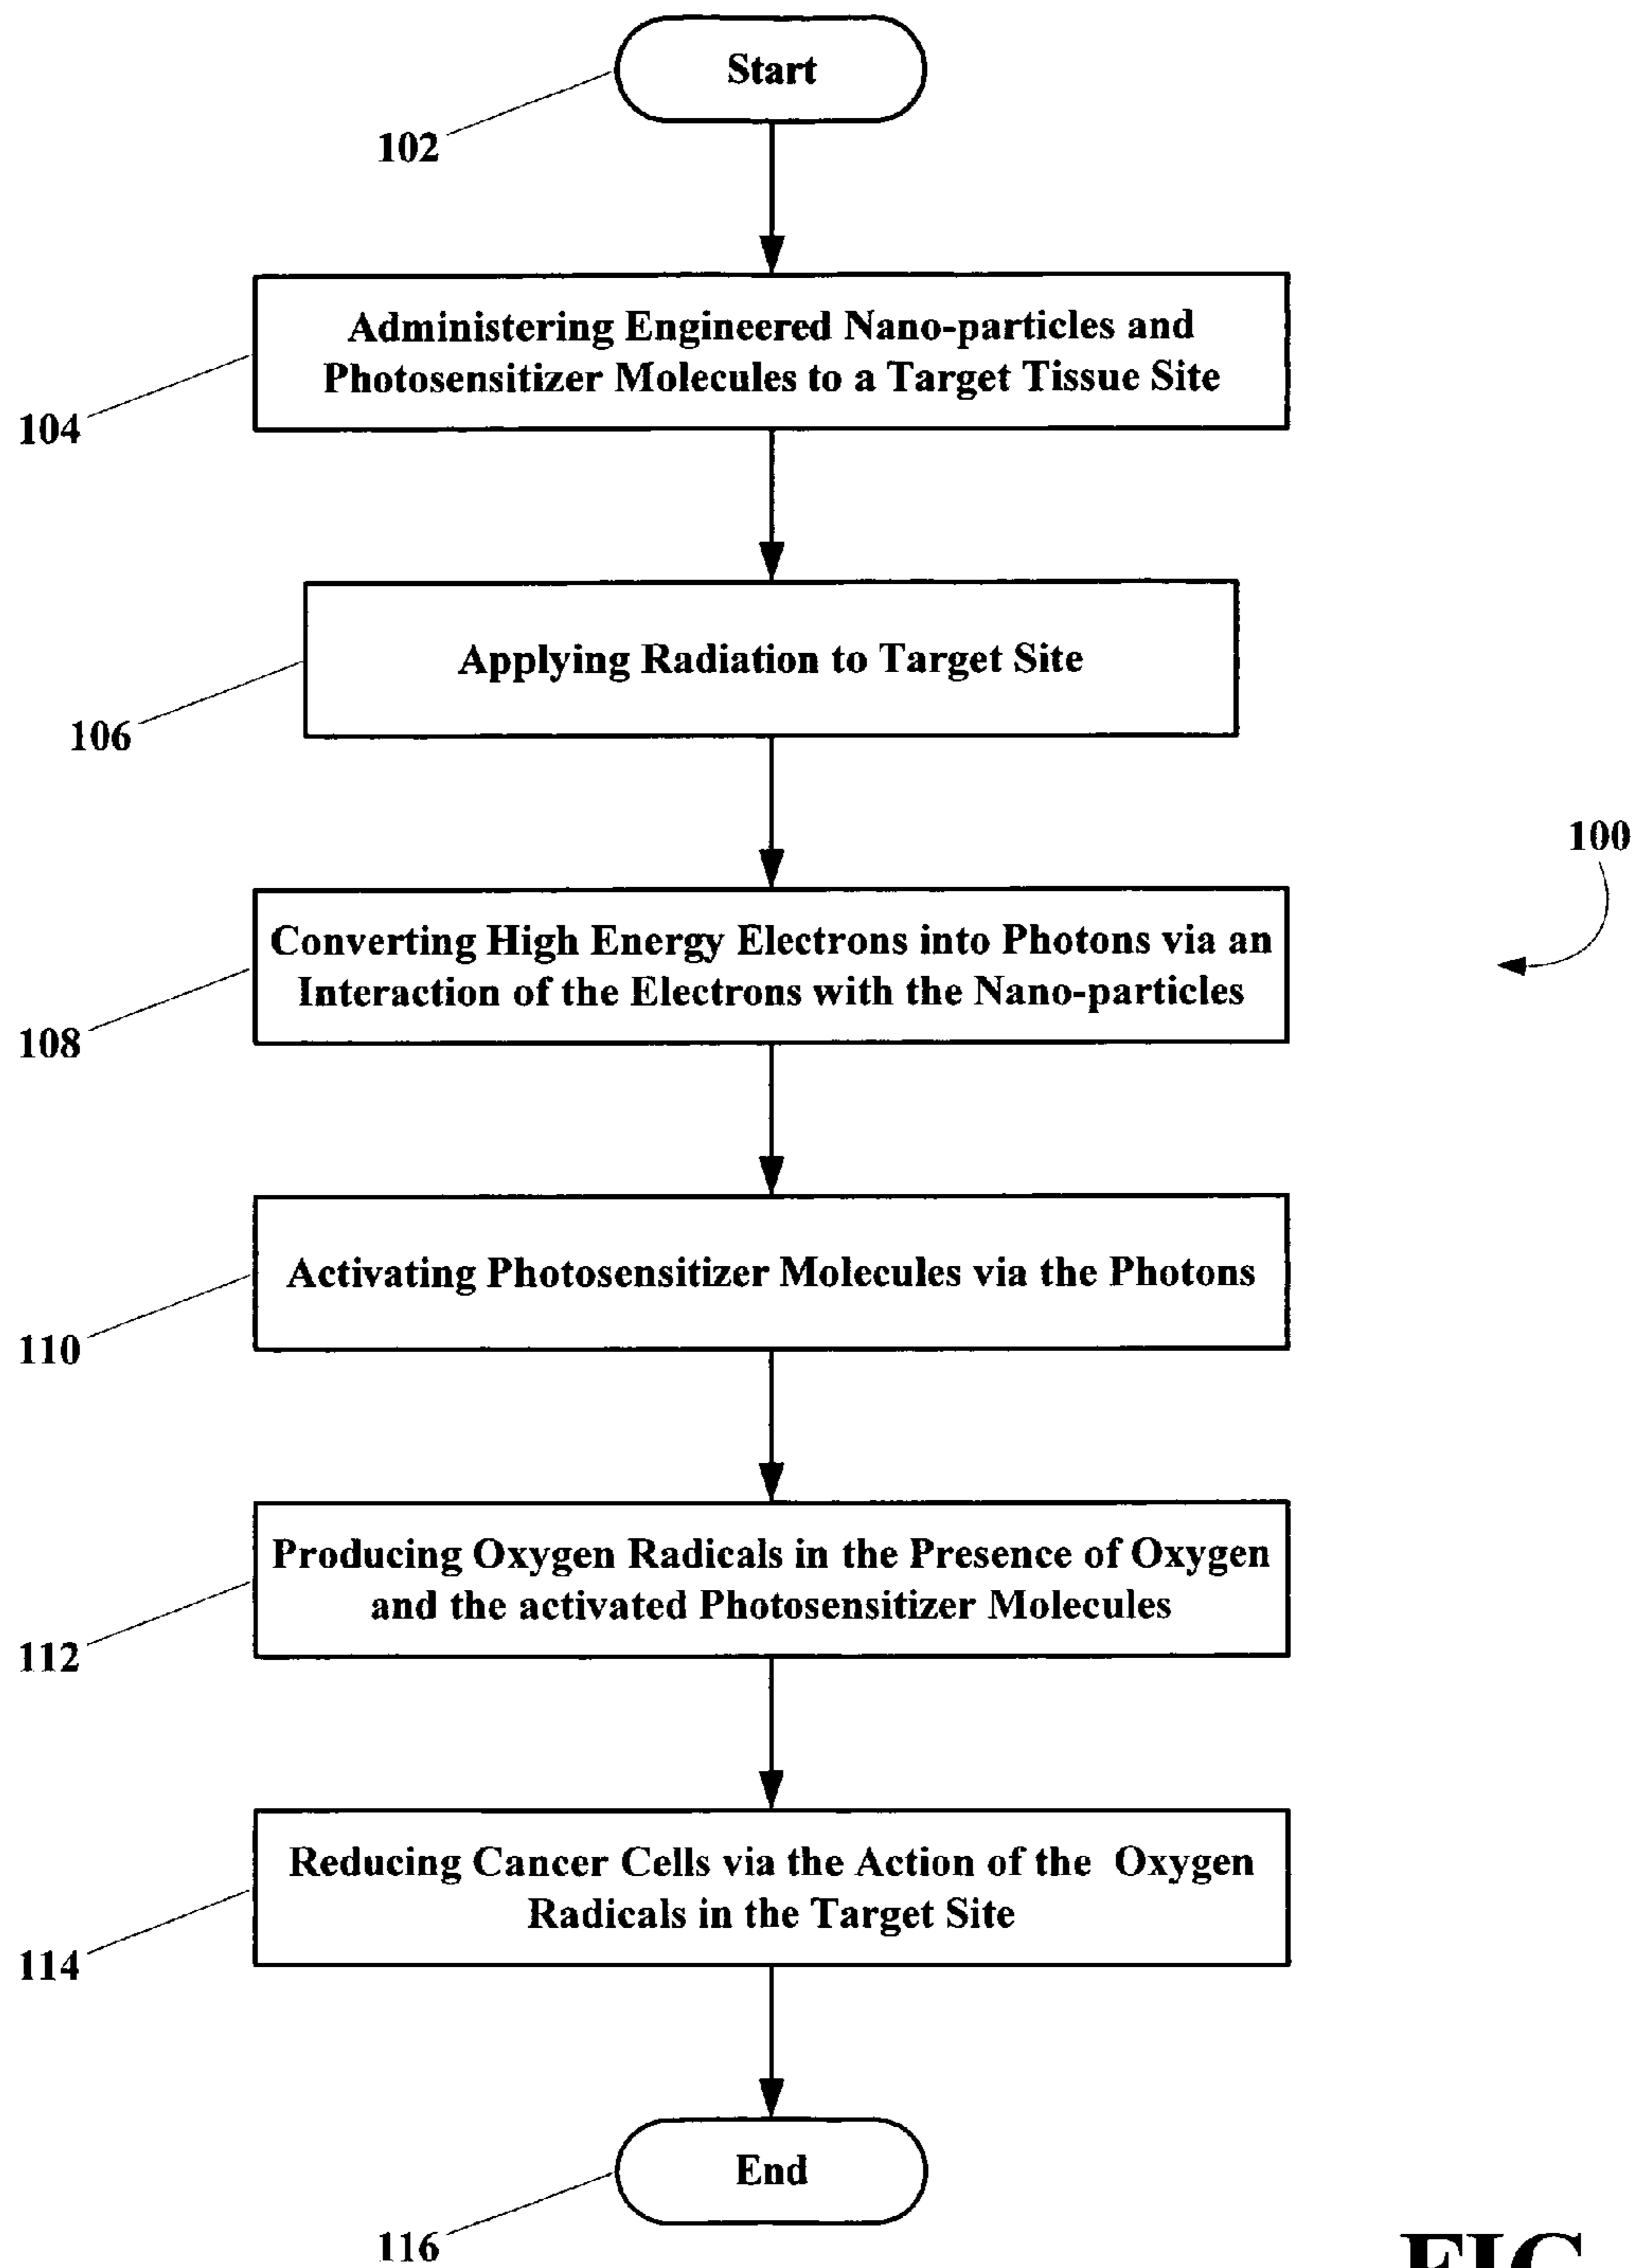 Start
102
Administering Engineered Nano-particles and
Photosensitizer Molecules to a Target Tissue Site
104
Applying Radiation to Target Site
106
100
Converting High Energy Electrons into Photons via an
Interaction of the Electrons with the Nano-particles
108
Activating Photosensitizer Molecules via the Photons
110
Producing Oxygen Radicals in the Presence of Oxygen
and the activated Photosensitizer Molecules
112
Reducing Cancer Cells via the Action of the Oxygen
Radicals in the Target Site
114
End
116